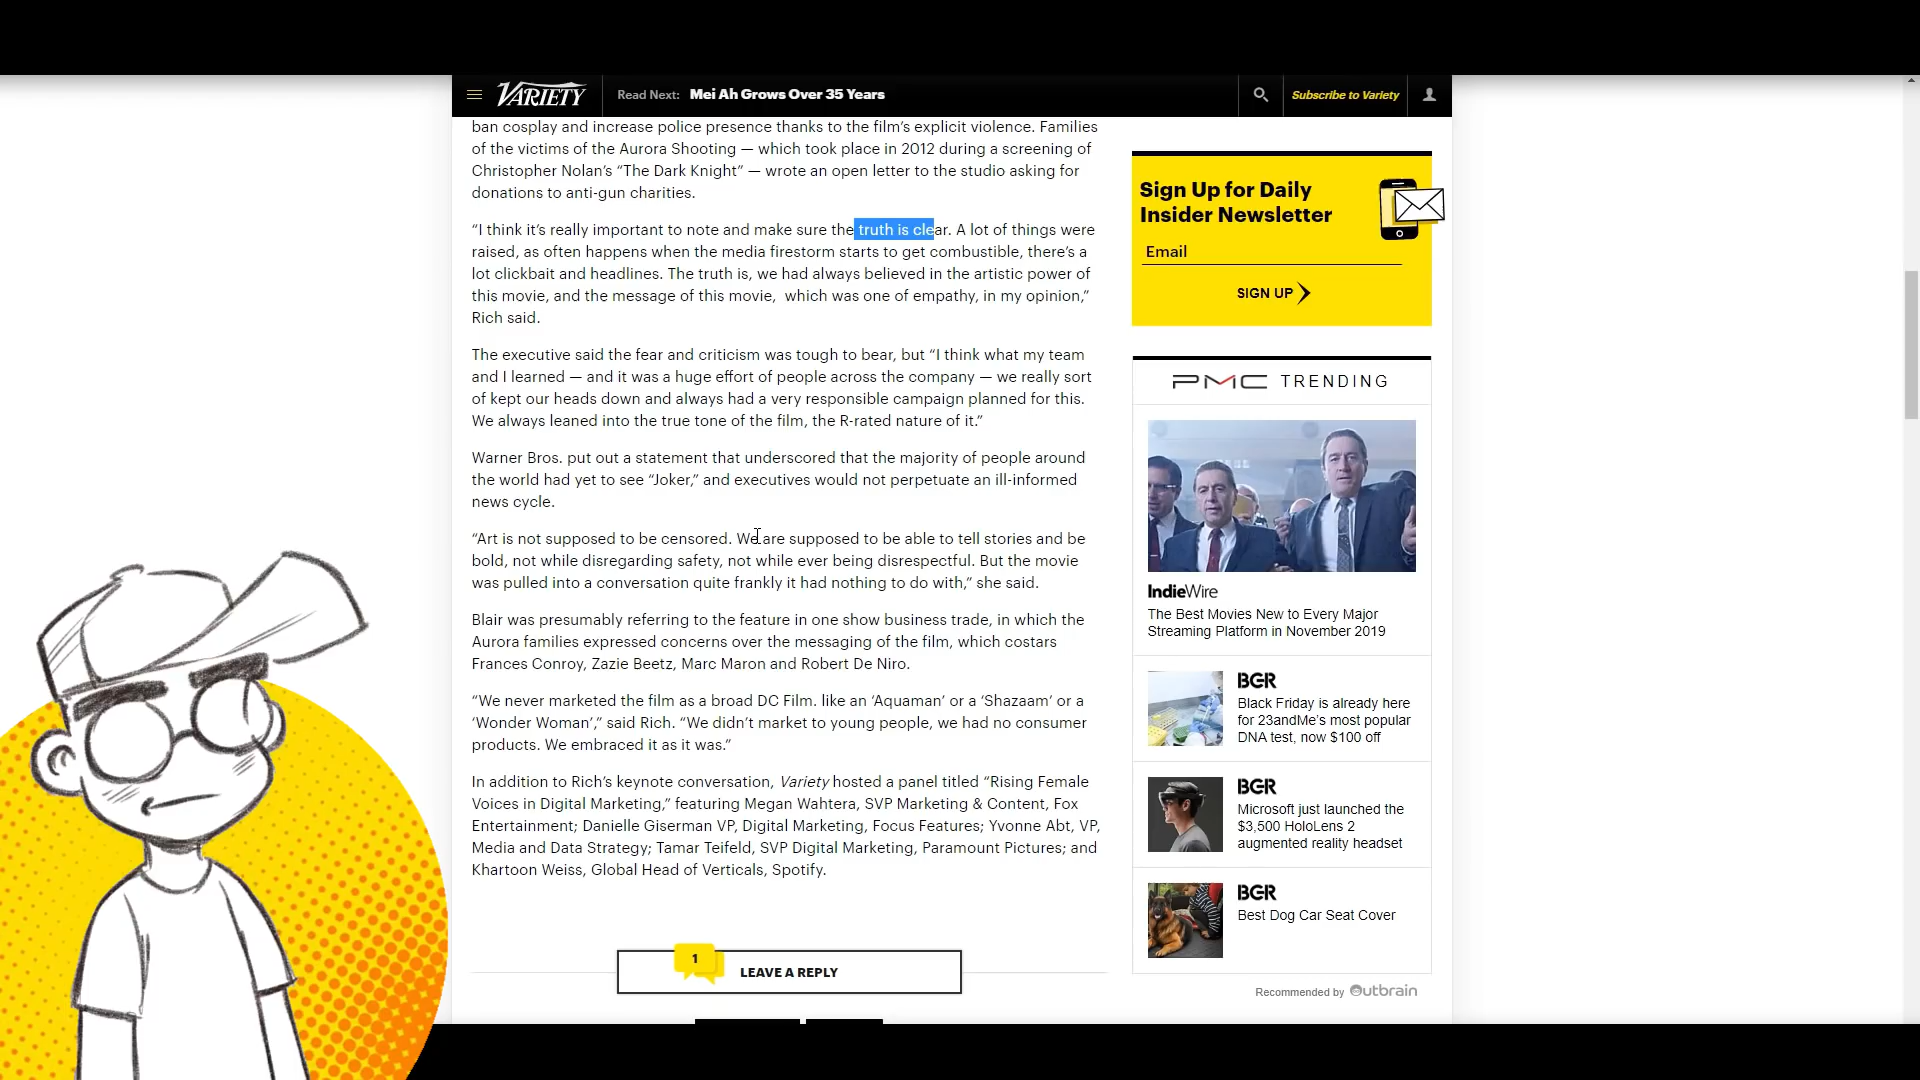 VARIETY
Read Next: Mei Ah Grows Over 35 Years
Subscribe to Variety
ban cosplay and increase police presence thanks to the film’s explicit violence. Families
of the victims of the Aurora Shooting — which took place in 2012 during a screening of
Christopher Nolan’s “The Dark Knight” — wrote an open letter to the studio asking for
donations to anti-gun charities.
“I think it’s really important to note and make sure the truth is clear. A lot of things were
raised, as often happens when the media firestorm starts to get combustible, there’s a
lot clickbait and headlines. The truth is, we had always believed in the artistic power of
this movie, and the message of this movie,  which was one of empathy, in my opinion,”
Rich said.
The executive said the fear and criticism was tough to bear, but “I think what my team
and I learned — and it was a huge effort of people across the company — we really sort
of kept our heads down and always had a very responsible campaign planned for this.
We always leaned into the true tone of the film, the R-rated nature of it.”
Warner Bros. put out a statement that underscored that the majority of people around
the world had yet to see “Joker,” and executives would not perpetuate an ill-informed
news cycle.
“Art is not supposed to be censored. We are supposed to be able to tell stories and be
bold, not while disregarding safety, not while ever being disrespectful. But the movie
was pulled into a conversation quite frankly it had nothing to do with,” she said.
Blair was presumably referring to the feature in one show business trade, in which the
Aurora families expressed concerns over the messaging of the film, which costars
Frances Conroy, Zazie Beetz, Marc Maron and Robert De Niro.
“We never marketed the film as a broad DC Film. like an ‘Aquaman’ or a ‘Shazaam’ or a
‘Wonder Woman’,” said Rich. “We didn’t market to young people, we had no consumer
products. We embraced it as it was.”
In addition to Rich’s keynote conversation, Variety hosted a panel titled “Rising Female
Voices in Digital Marketing,” featuring Megan Wahtera, SVP Marketing & Content, Fox
Entertainment; Danielle Giserman VP, Digital Marketing, Focus Features; Yvonne Abt, VP,
Media and Data Strategy; Tamar Teifeld, SVP Digital Marketing, Paramount Pictures; and
Khartoon Weiss, Global Head of Verticals, Spotify.
1
LEAVE A REPLY
Sign Up for Daily
Insider Newsletter
Email
SIGN UP
PMC TRENDING
IndieWire
The Best Movies New to Every Major
Streaming Platform in November 2019
BGR
Black Friday is already here
for 23andMe’s most popular
DNA test, now $100 off
BGR
Microsoft just launched the
$3,500 HoloLens 2
augmented reality headset
BGR
Best Dog Car Seat Cover
Recommended by Outbrain